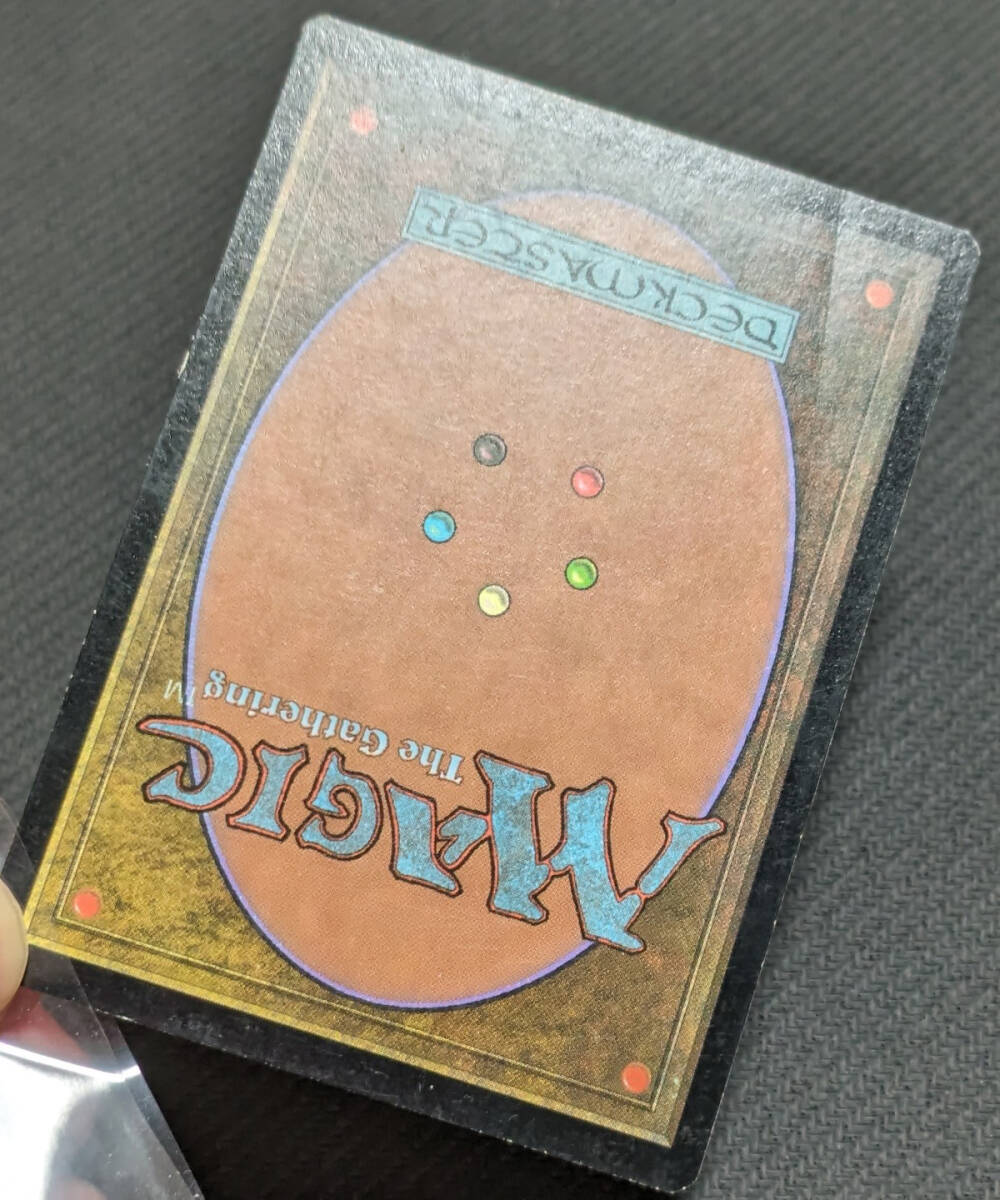 MAGIC
The Gathering™
DECKMASTER